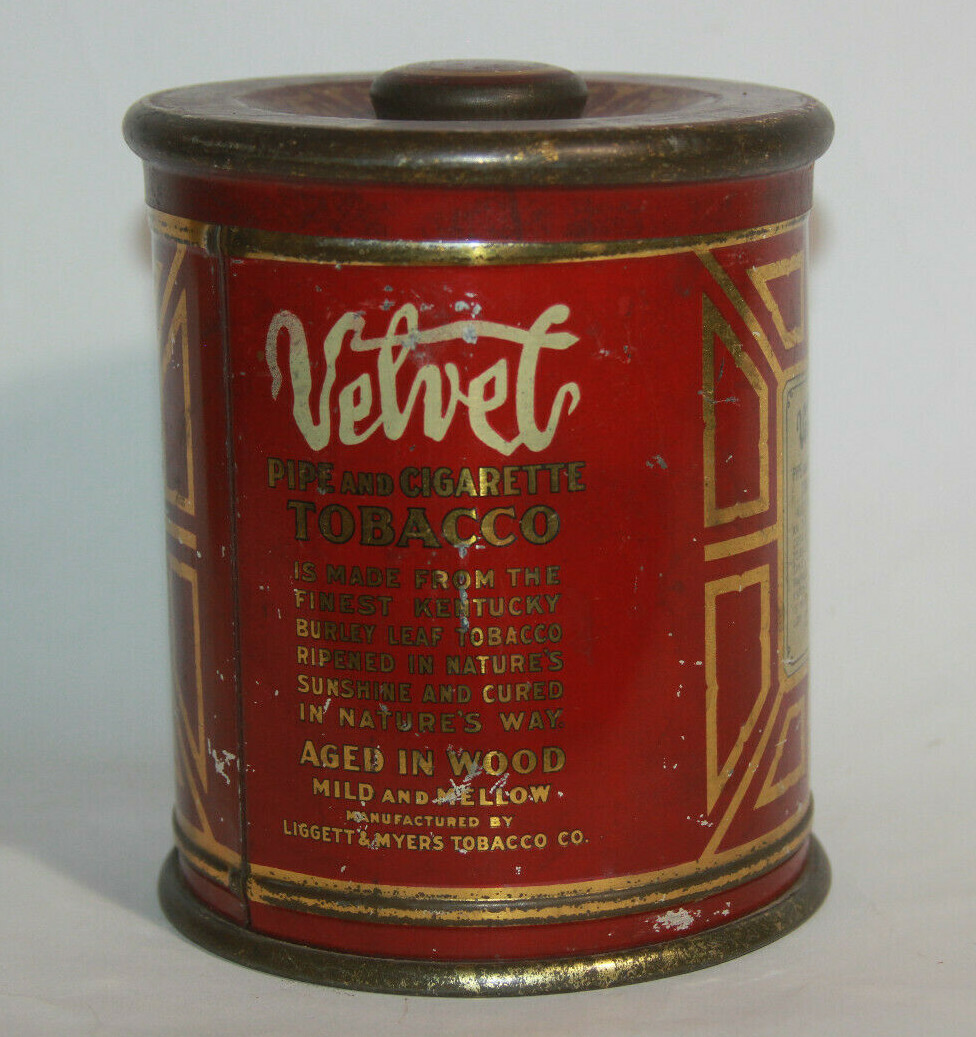 Velvet
PIPE AND CIGARETTE
TOBACCO
IS MADE FROM THE
FINEST KENTUCKY
BURLEY LEAF TOBACCO
RIPENED IN NATURE'S
SUNSHINE AND CURED
IN NATURE'S WAY.
AGED IN WOOD
MILD AND MELLOW
MANUFACTURED BY
LIGGETT & MYERS TOBACCO CO.